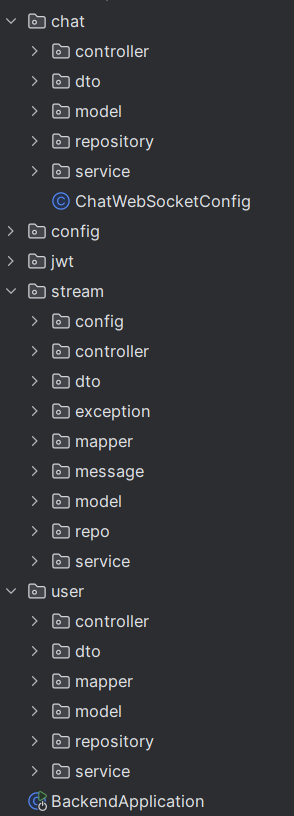 chat
controller
dto
model
repository
service
ChatWebSocketConfig
config
jwt
stream
config
controller
dto
exception
mapper
message
model
repo
service
user
controller
dto
mapper
model
repository
service
BackendApplication